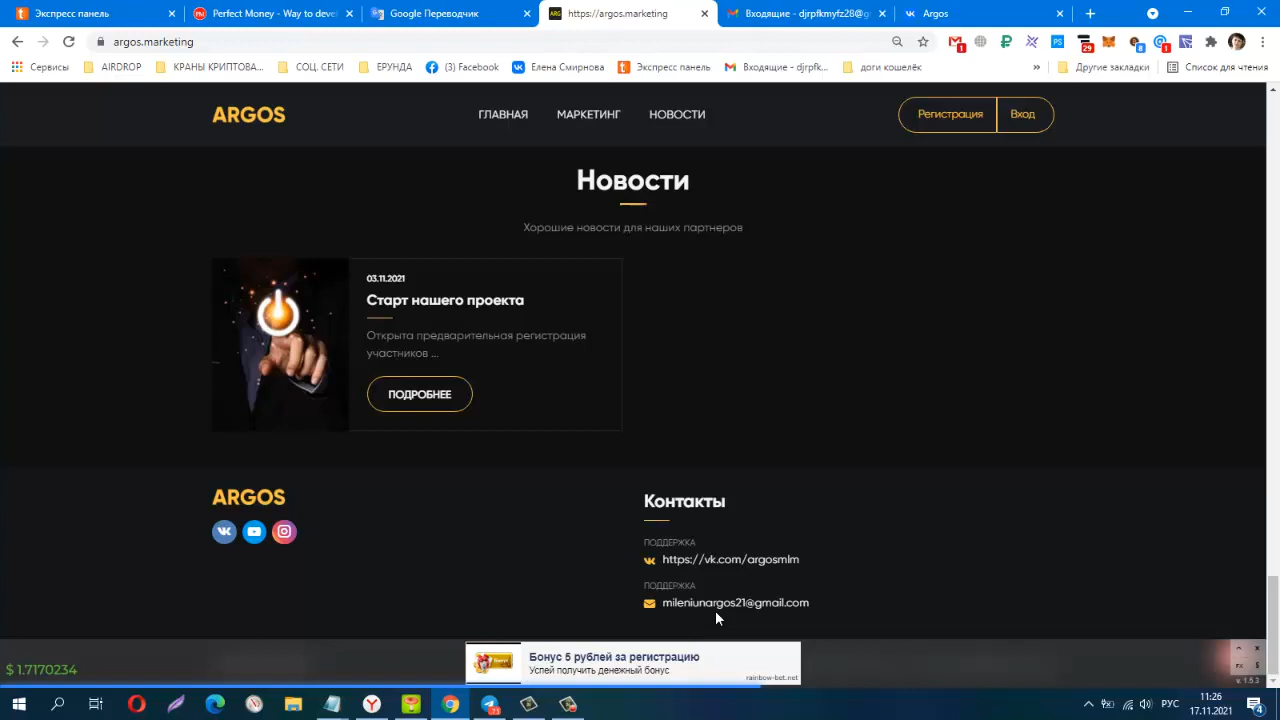 Экспресс панель
Perfect Money - Way to devel
Google Переводчик
https://argos.marketing
Входящие - djrpfkmyfz28@g
Argos
argos.marketing
Сервисы
AIRDROP
КРАНЫ КРИПТОВА...
СОЦ. СЕТИ
ЕРУНДА
(3) Facebook
Елена Смирнова
Экспресс панель
Входящие - djrpfk...
доги кошелёк
»
Другие закладки
Список для чтения
ARGOS
ГЛАВНАЯ
МАРКЕТИНГ
НОВОСТИ
Регистрация
Вход
Новости
Хорошие новости для наших партнеров
03.11.2021
Старт нашего проекта
Открыта предварительная регистрация
участников ...
ПОДРОБНЕЕ
ARGOS
Контакты
ПОДДЕРЖКА
https://vk.com/argosmlm
ПОДДЕРЖКА
mileniunargos21@gmail.com
$ 1.7170234
Бонус 5 рублей за регистрацию
Успей получить денежный бонус
rainbow-bet.net
v. 1.5.3
РУС
11:26
17.11.2021